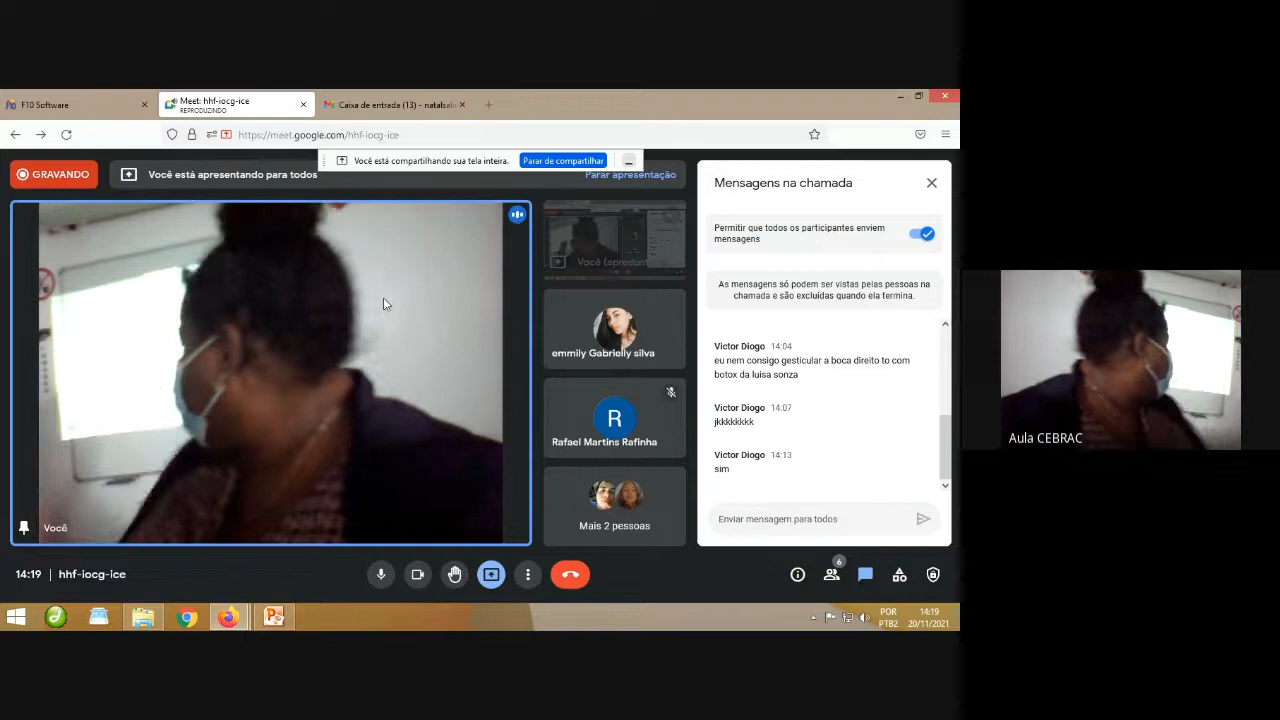 F10 Software
Meet: hhf-iocg-ice
REPRODUZINDO
Caixa de entrada (13) - natalsale
https://meet.google.com/hhf-iocg-ice
Você está compartilhando sua tela inteira.
Parar de compartilhar
GRAVANDO
Você está apresentando para todos
Parar apresentação
Mensagens na chamada
Permitir que todos os participantes enviem
mensagens
As mensagens só podem ser vistas pelas pessoas na
chamada e são excluídas quando ela termina.
Você (apresent
emmily Gabrielly silva
R
Rafael Martins Rafinha
Mais 2 pessoas
Victor Diogo 14:04
eu nem consigo gesticular a boca direito to com
botox da luisa sonza
Victor Diogo 14:07
jkkkkkkkk
Victor Diogo 14:13
sim
Enviar mensagem para todos
Você
Aula CEBRAC
14:19 | hhf-iocg-ice
6
POR
PTB2
14:19
20/11/2021